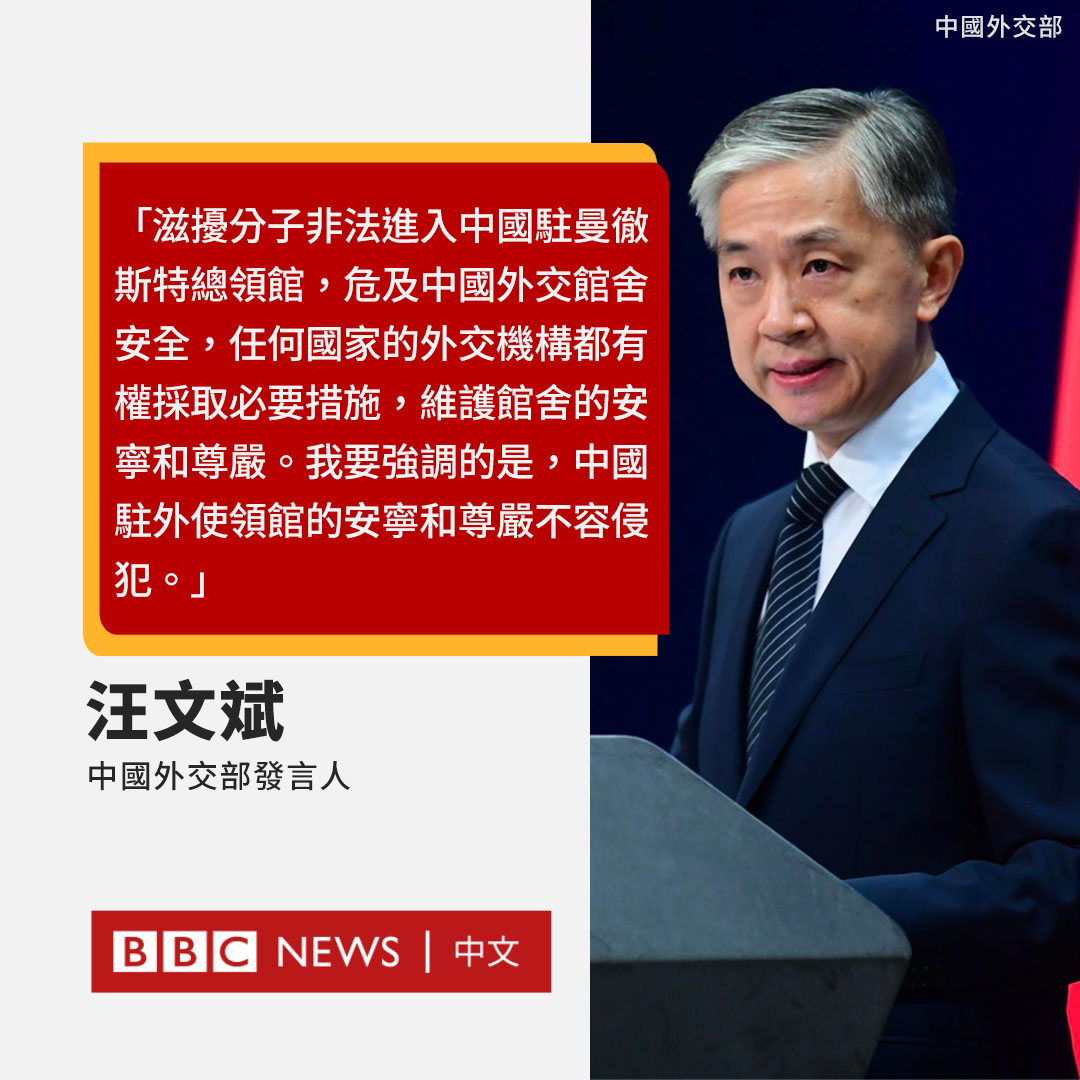 中國外交部
「滋擾分子非法進入中國駐曼徹
斯特總領館，危及中國外交館舍
安全，任何國家的外交機構都有
權採取必要措施，維護館舍的安
寧和尊嚴。我要強調的是，中國
駐外使領館的安寧和尊嚴不容侵
犯。」
汪文斌
中國外交部發言人
BBC NEWS | 中文